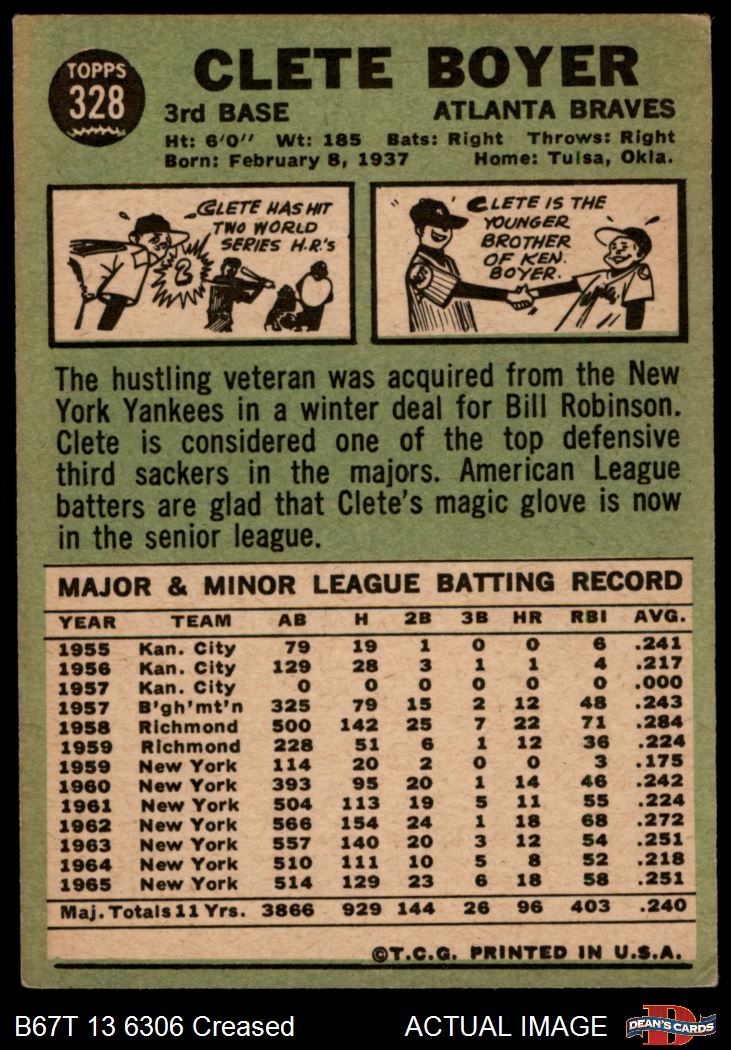 TOPPS
328
CLETE BOYER
3rd BASE ATLANTA BRAVES
Ht: 6'0" Wt: 185 Bats: Right Throws: Right
Born: February 8, 1937 Home: Tulsa, Okla.
CLETE HAS HIT
TWO WORLD
SERIES H.R.'s
2
CLETE IS THE
YOUNGER
BROTHER
OF KEN
BOYER.
The hustling veteran was acquired from the New
York Yankees in a winter deal for Bill Robinson.
Clete is considered one of the top defensive
third sackers in the majors. American League
batters are glad that Clete's magic glove is now
in the senior league.
MAJOR & MINOR LEAGUE BATTING RECORD
YEAR TEAM AB H 2B 3B HR RBI AVG.
1955 Kan. City 79 19 1 0 0 6 .241
1956 Kan. City 129 28 3 1 1 4 .217
1957 Kan. City 0 0 0 0 0 0 .000
1957 B'gh'mt'n 325 79 15 2 12 48 .243
1958 Richmond 500 142 25 7 22 71 .284
1959 Richmond 228 51 6 1 12 36 .224
1959 New York 114 20 2 0 0 3 .175
1960 New York 393 95 20 1 14 46 .242
1961 New York 504 113 19 5 11 55 .224
1962 New York 566 154 24 1 18 68 .272
1963 New York 557 140 20 3 12 54 .251
1964 New York 510 111 10 5 8 52 .218
1965 New York 514 129 23 6 18 58 .251
Maj. Totals 11 Yrs. 3866 929 144 26 96 403 .240
©T.C.G. PRINTED IN U.S.A.
B67T 13 6306 Creased ACTUAL IMAGE
DEAN'S CARDS